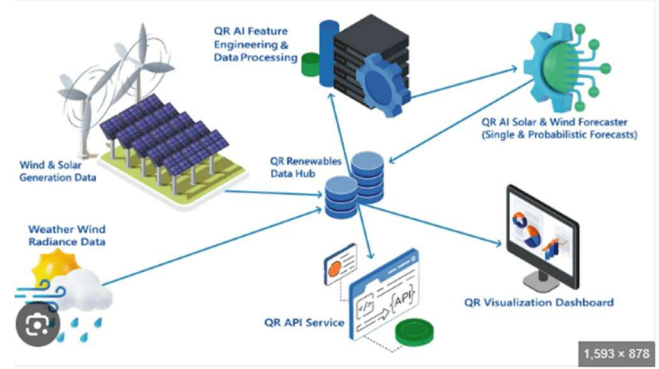 QR AI Feature
Engineering &
Data Processing
QR AI Solar & Wind Forecaster
(Single & Probabilistic Forecasts)
Wind & Solar
Generation Data
QR Renewables
Data Hub
Weather Wind
Radiance Data
QR API Service
</>
{API}
QR Visualization Dashboard
1,593 × 878